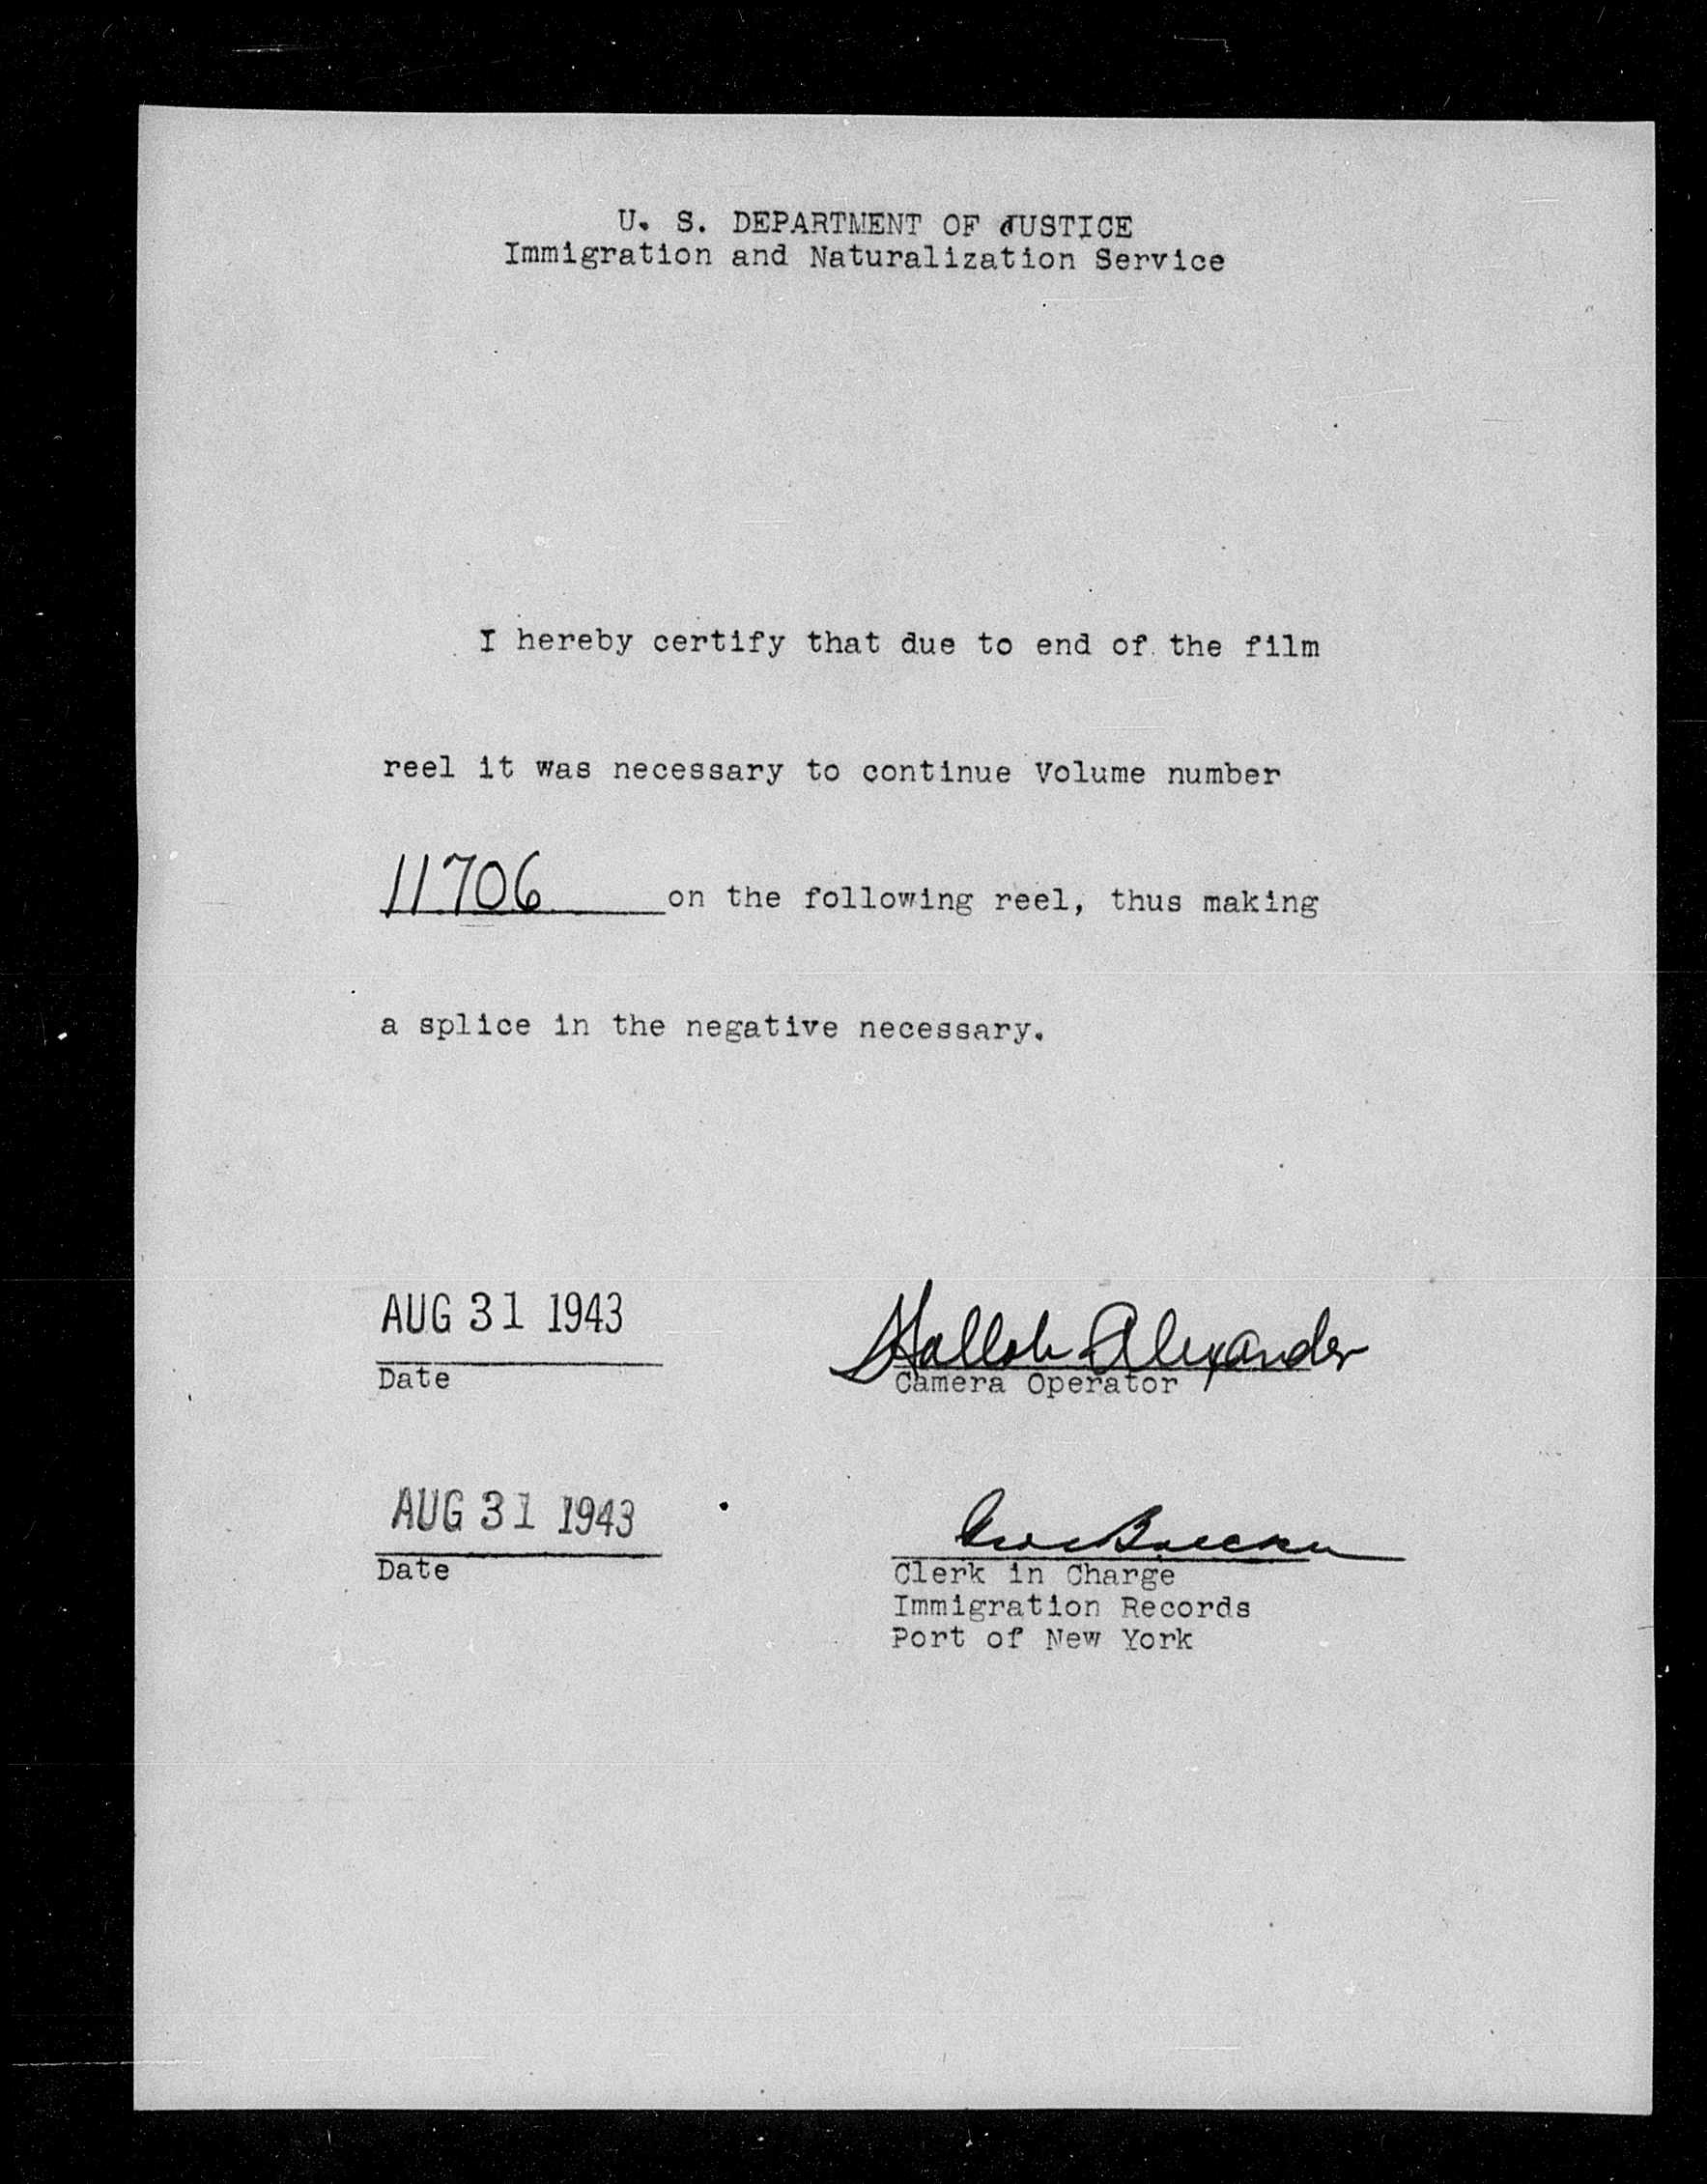 U. S. DEPARTMENT OF JUSTICE
Immigration and Naturalization Service
I hereby certify that due to end of the film
reel it was necessary to continue Volume number
11706 on the following reel, thus making
a splice in the negative necessary.
AUG 31 1943
Alexander
Date
Camera Operator
AUG 31 1943
Date
Clerk in Charge
Immigration Records
Port of New York